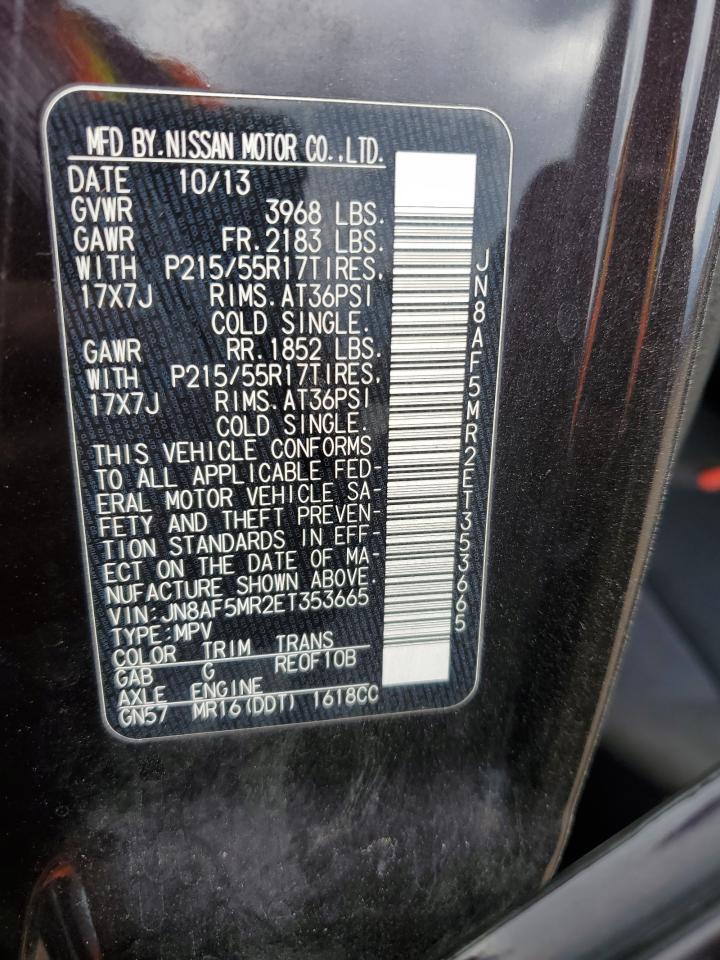 MFD BY.NISSAN MOTOR CO.,LTD.
DATE 10/13
GVWR 3968 LBS.
GAWR FR.2183 LBS.
WITH P215/55R17TIRES,
17X7J RIMS.AT36PSI
COLD SINGLE.
GAWR RR.1852 LBS.
WITH P215/55R17TIRES,
17X7J RIMS.AT36PSI
COLD SINGLE.
THIS VEHICLE CONFORMS
TO ALL APPLICABLE FED-
ERAL MOTOR VEHICLE SA-
FETY AND THEFT PREVEN-
TION STANDARDS IN EFF-
ECT ON THE DATE OF MA-
NUFACTURE SHOWN ABOVE.
VIN:JN8AF5MR2ET353665
TYPE:MPV
COLOR TRIM TRANS
GAB G RE0F10B
AXLE ENGINE
GN57 MR16(DDT) 1618CC
JN8AF5MR2ET353665